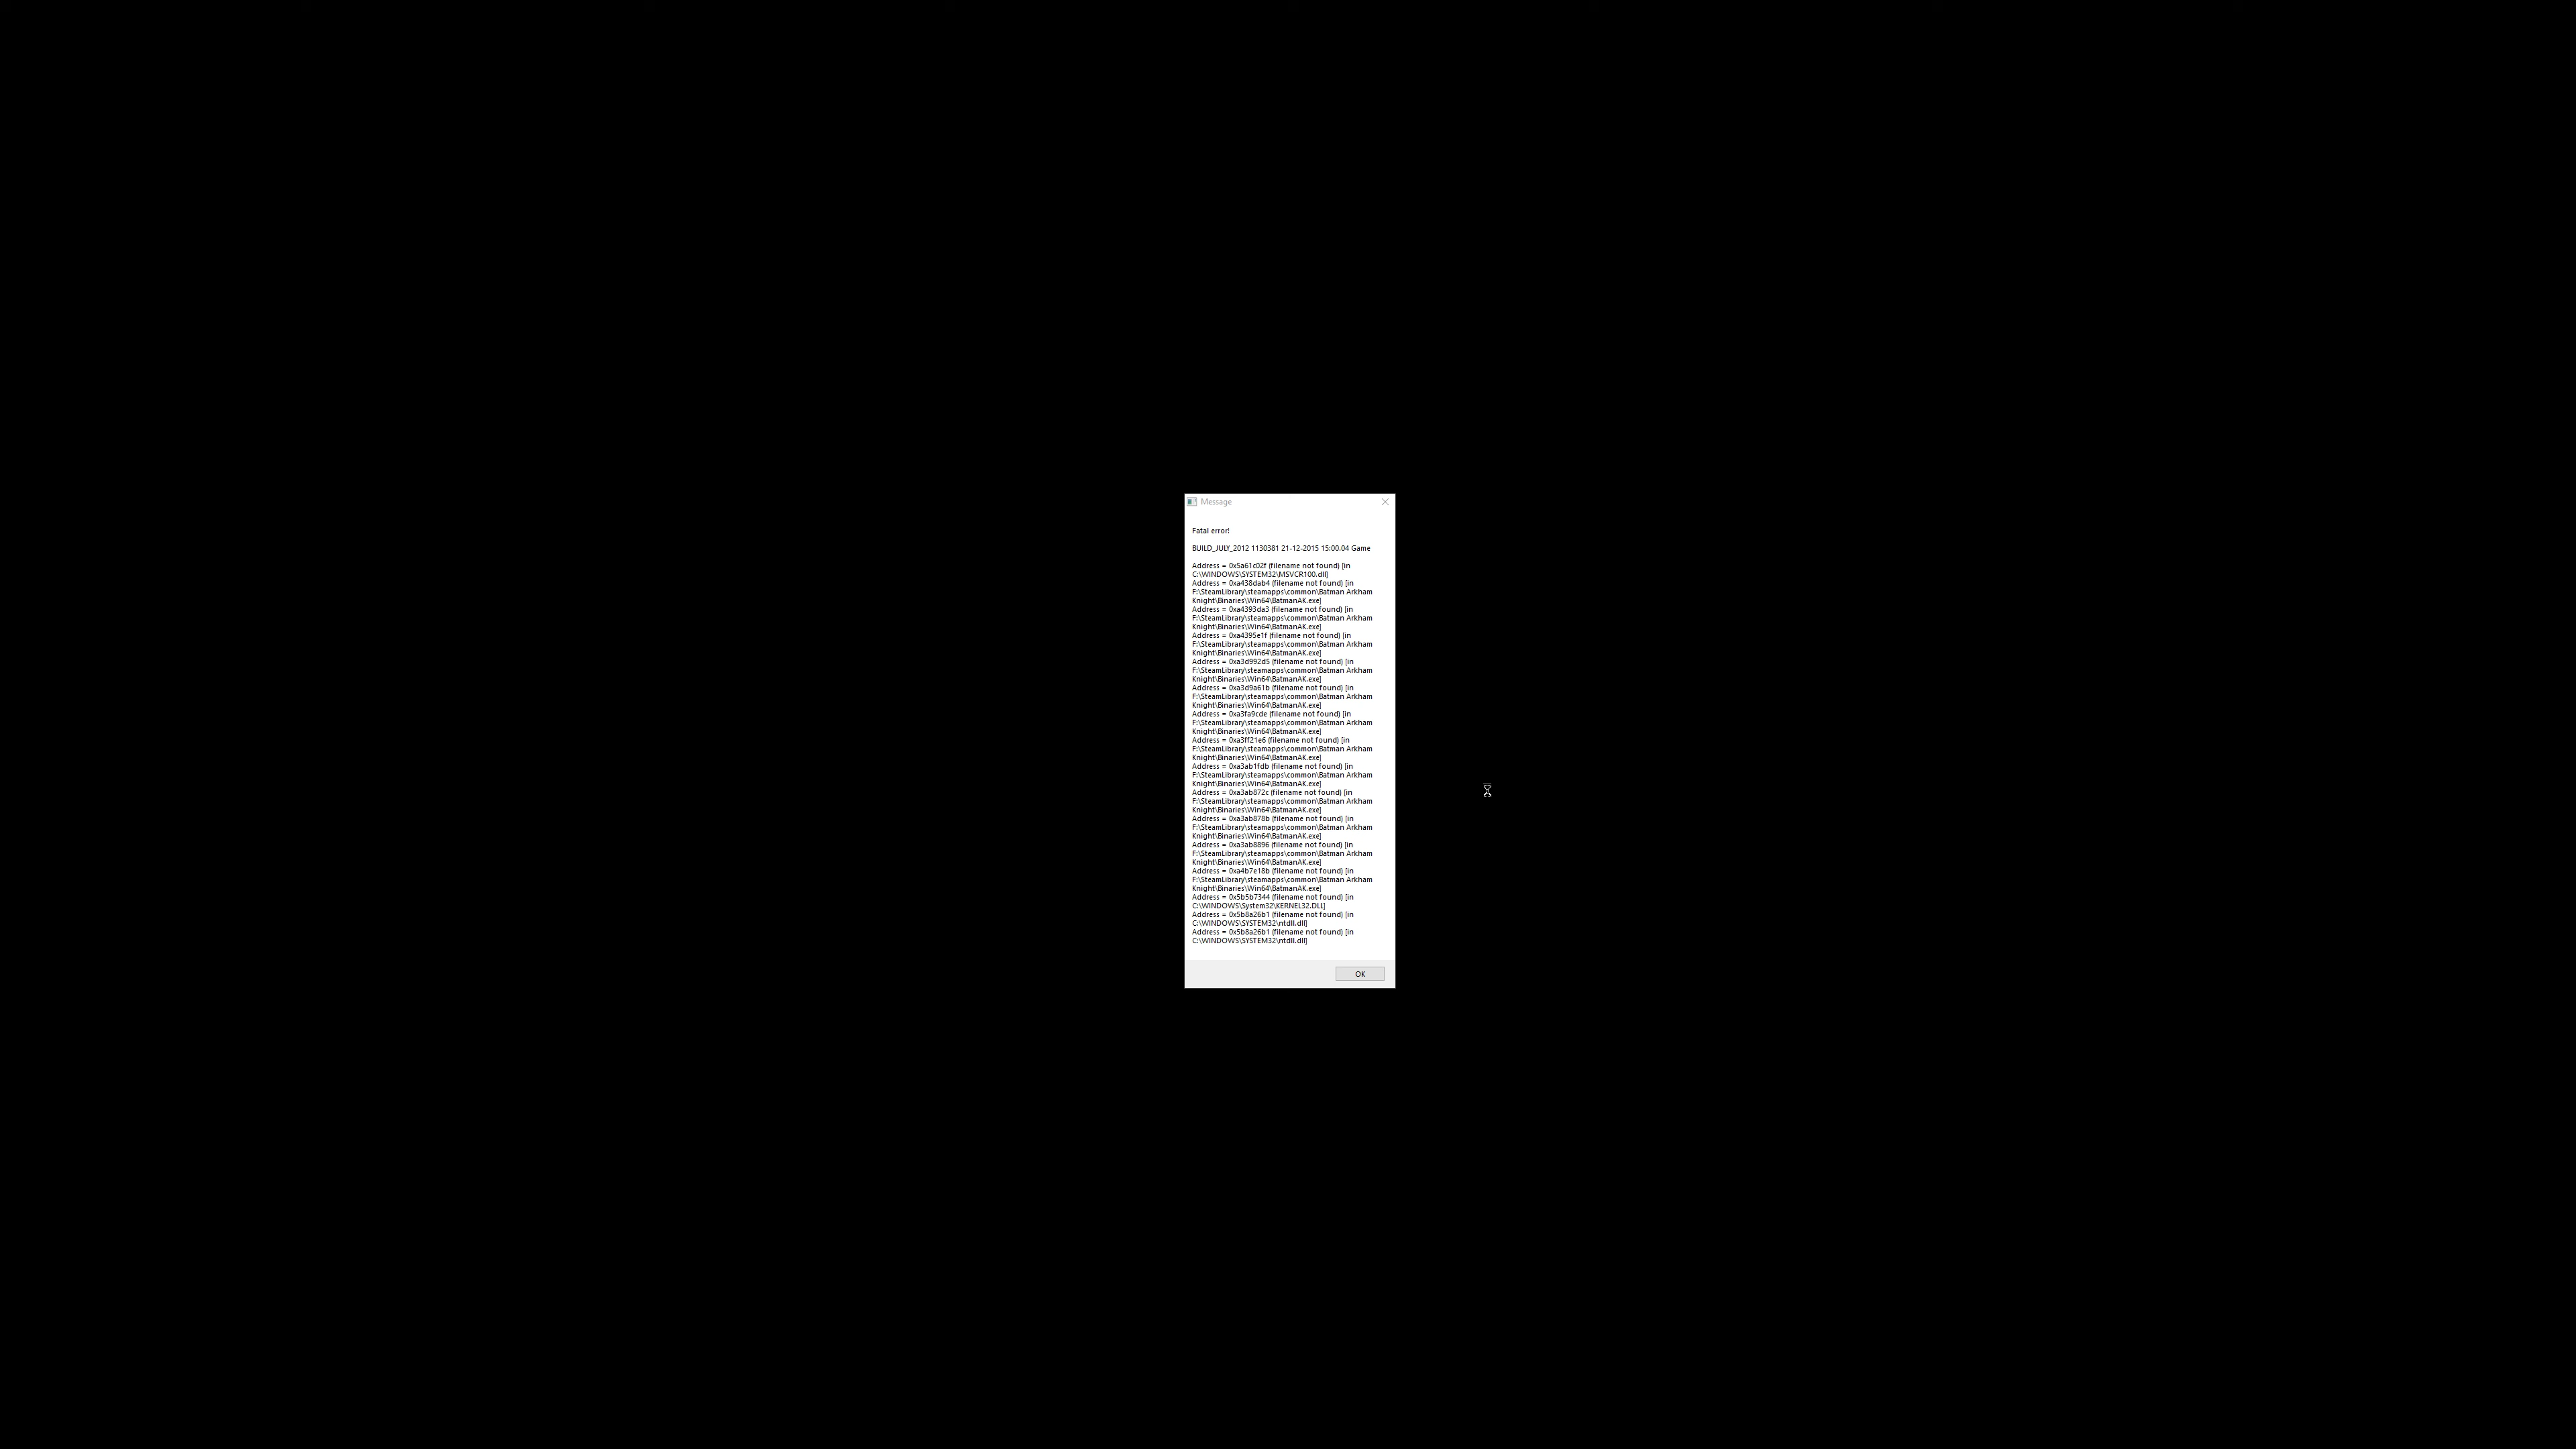 Message
Fatal error!
BUILD_JULY_2012 1130381 21-12-2015 15:00.04 Game
Address = 0x5a61c02f (filename not found) [in
C:\WINDOWS\SYSTEM32\MSVCR100.dll]
Address = 0xa438dab4 (filename not found) [in
F:\SteamLibrary\steamapps\common\Batman Arkham
Knight\Binaries\Win64\BatmanAK.exe]
Address = 0xa4393da3 (filename not found) [in
F:\SteamLibrary\steamapps\common\Batman Arkham
Knight\Binaries\Win64\BatmanAK.exe]
Address = 0xa4395e1f (filename not found) [in
F:\SteamLibrary\steamapps\common\Batman Arkham
Knight\Binaries\Win64\BatmanAK.exe]
Address = 0xa3d992d5 (filename not found) [in
F:\SteamLibrary\steamapps\common\Batman Arkham
Knight\Binaries\Win64\BatmanAK.exe]
Address = 0xa3d9a61b (filename not found) [in
F:\SteamLibrary\steamapps\common\Batman Arkham
Knight\Binaries\Win64\BatmanAK.exe]
Address = 0xa3fa9cde (filename not found) [in
F:\SteamLibrary\steamapps\common\Batman Arkham
Knight\Binaries\Win64\BatmanAK.exe]
Address = 0xa3ff21e6 (filename not found) [in
F:\SteamLibrary\steamapps\common\Batman Arkham
Knight\Binaries\Win64\BatmanAK.exe]
Address = 0xa3ab1fdb (filename not found) [in
F:\SteamLibrary\steamapps\common\Batman Arkham
Knight\Binaries\Win64\BatmanAK.exe]
Address = 0xa3ab872c (filename not found) [in
F:\SteamLibrary\steamapps\common\Batman Arkham
Knight\Binaries\Win64\BatmanAK.exe]
Address = 0xa3ab878b (filename not found) [in
F:\SteamLibrary\steamapps\common\Batman Arkham
Knight\Binaries\Win64\BatmanAK.exe]
Address = 0xa3ab8896 (filename not found) [in
F:\SteamLibrary\steamapps\common\Batman Arkham
Knight\Binaries\Win64\BatmanAK.exe]
Address = 0xa4b7e18b (filename not found) [in
F:\SteamLibrary\steamapps\common\Batman Arkham
Knight\Binaries\Win64\BatmanAK.exe]
Address = 0x5b5b7344 (filename not found) [in
C:\WINDOWS\System32\KERNEL32.DLL]
Address = 0x5b8a26b1 (filename not found) [in
C:\WINDOWS\SYSTEM32\ntdll.dll]
Address = 0x5b8a26b1 (filename not found) [in
C:\WINDOWS\SYSTEM32\ntdll.dll]
OK